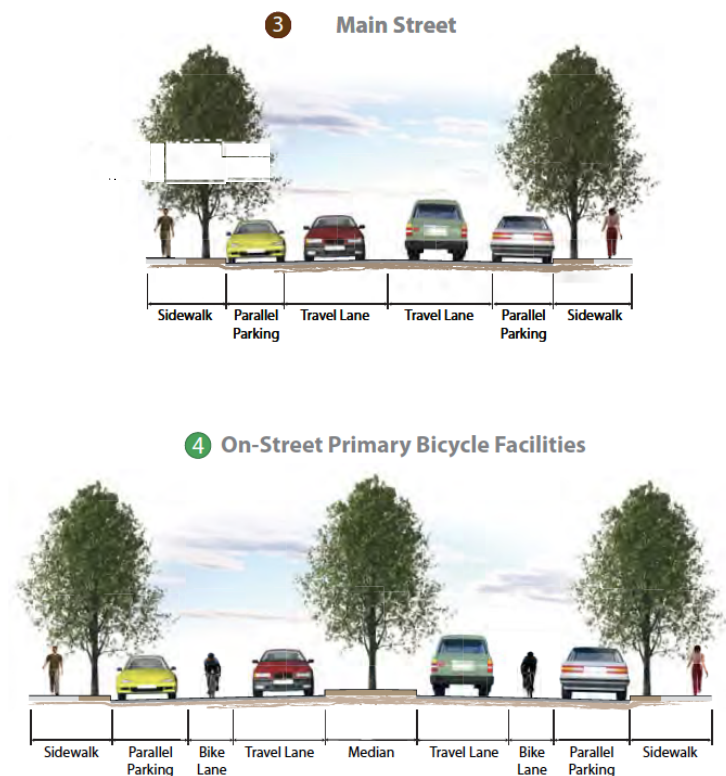 3 Main Street
Sidewalk Parallel Parking Travel Lane Travel Lane Parallel Parking Sidewalk
4 On-Street Primary Bicycle Facilities
Sidewalk Parallel Parking Bike Lane Travel Lane Median Travel Lane Bike Lane Parallel Parking Sidewalk